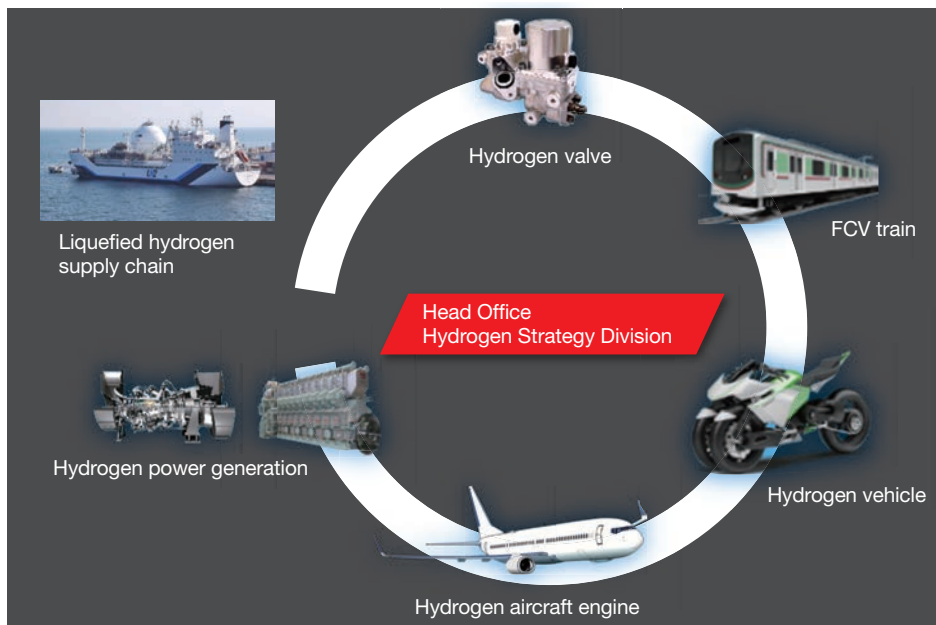 Hydrogen valve
Liquefied hydrogen
supply chain
FCV train
Head Office
Hydrogen Strategy Division
Hydrogen power generation
Hydrogen vehicle
Hydrogen aircraft engine